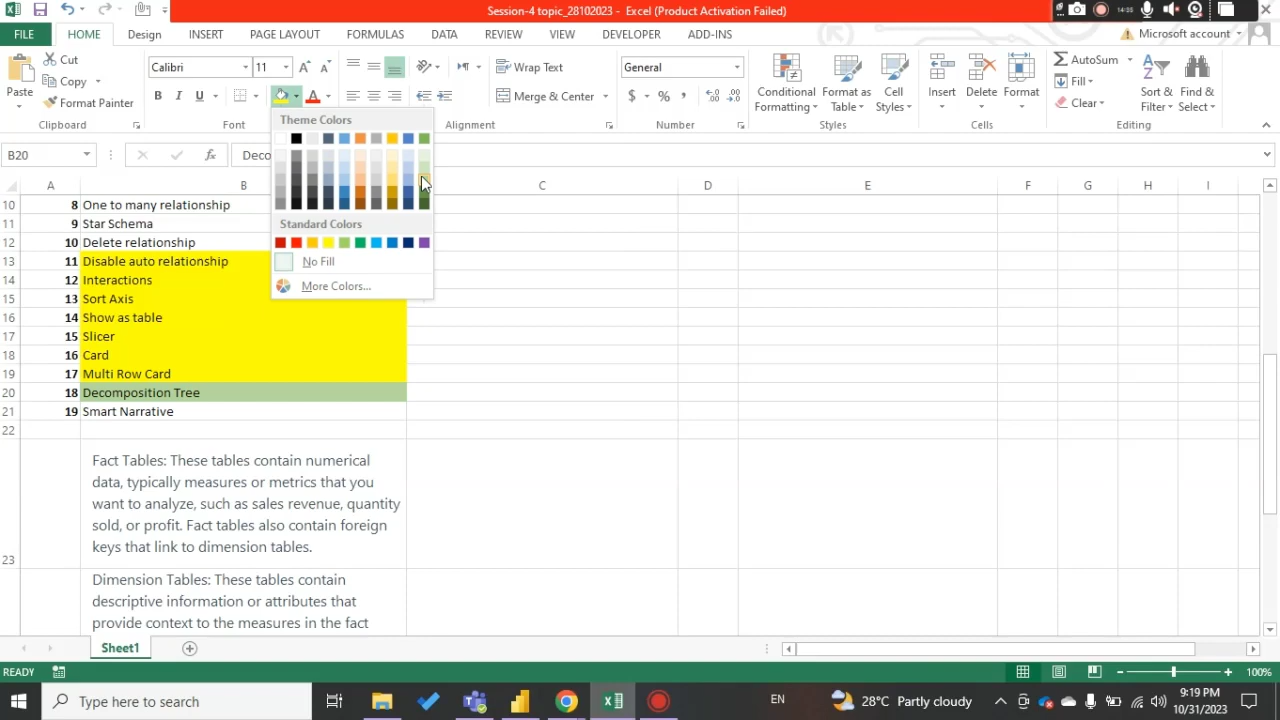 Session-4 topic_28102023 - Excel (Product Activation Failed)
14:35
FILE HOME Design INSERT PAGE LAYOUT FORMULAS DATA REVIEW VIEW DEVELOPER ADD-INS Microsoft account
Paste
Cut
Copy
Format Painter
Clipboard
Calibri 11
B I U A
Font
Wrap Text
Merge & Center
Alignment
General
$ % ,
Number
Conditional Formatting
Format as Table
Cell Styles
Styles
Insert Delete Format
Cells
AutoSum
Fill
Clear
Sort & Filter
Find & Select
Editing
Theme Colors
Standard Colors
No Fill
More Colors...
B20 fx Deco
A B C D E F G H I
10 8 One to many relationship
11 9 Star Schema
12 10 Delete relationship
13 11 Disable auto relationship
14 12 Interactions
15 13 Sort Axis
16 14 Show as table
17 15 Slicer
18 16 Card
19 17 Multi Row Card
20 18 Decomposition Tree
21 19 Smart Narrative
22
Fact Tables: These tables contain numerical
data, typically measures or metrics that you
want to analyze, such as sales revenue, quantity
sold, or profit. Fact tables also contain foreign
keys that link to dimension tables.
23
Dimension Tables: These tables contain
descriptive information or attributes that
provide context to the measures in the fact
Sheet1
READY 100%
Type here to search EN 28°C Partly cloudy 9:19 PM
10/31/2023